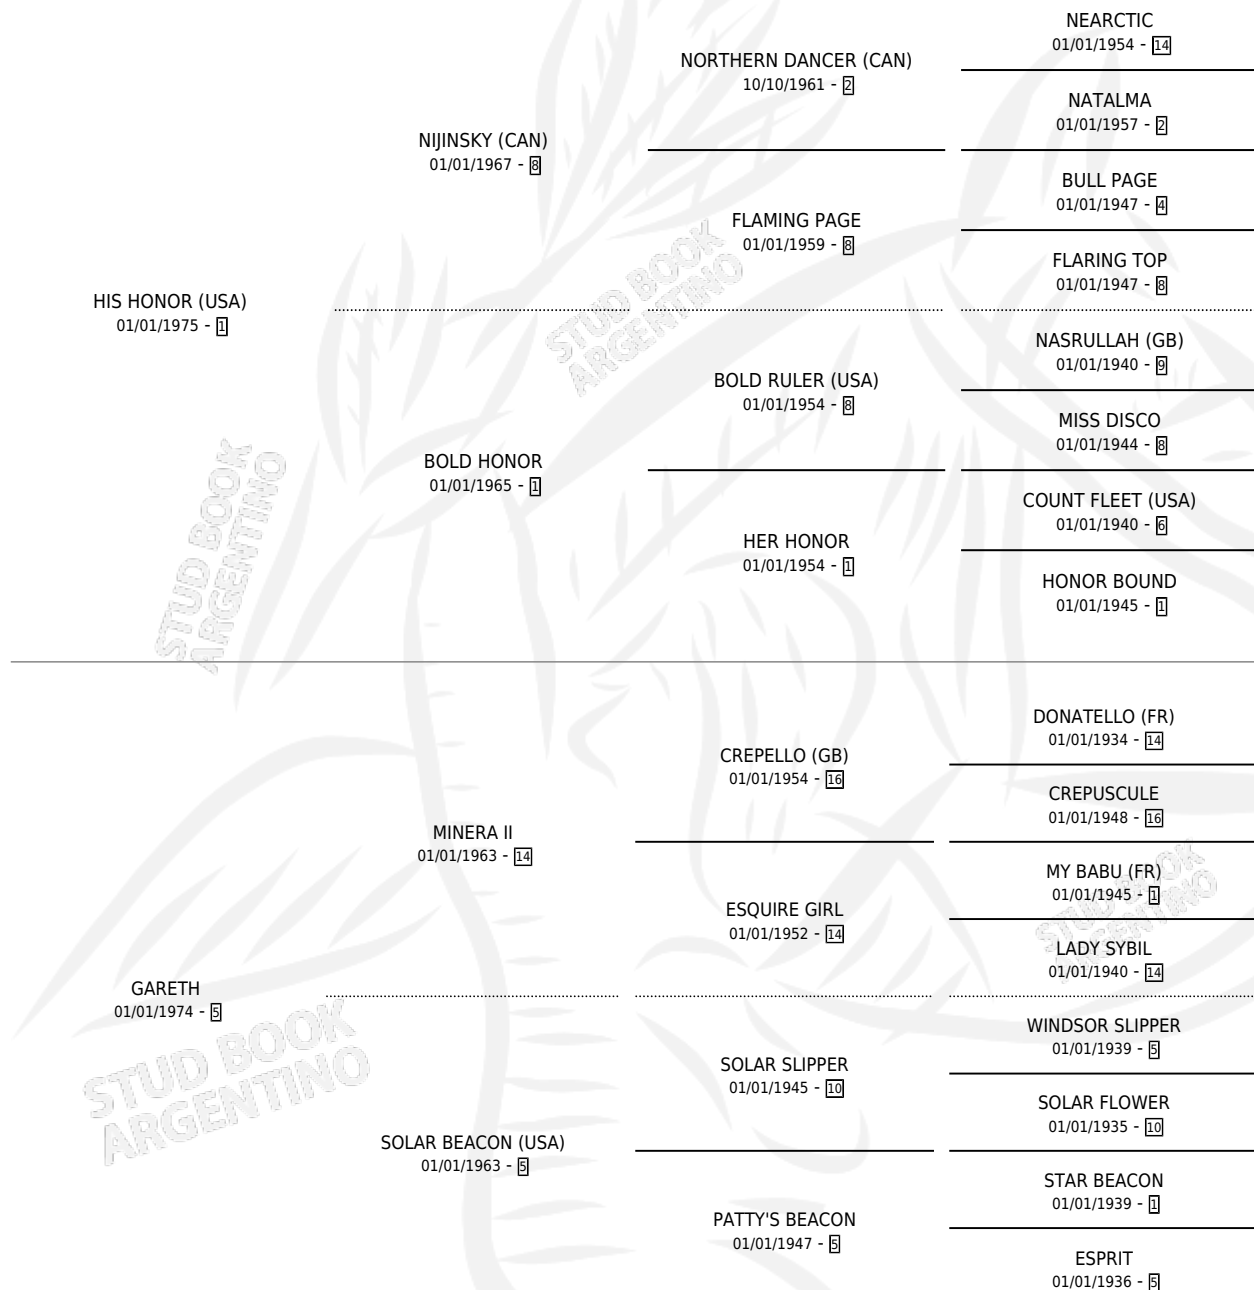 NEARCTIC
01/01/1954 - 14
NORTHERN DANCER (CAN)
10/10/1961 - 2
NATALMA
01/01/1957 - 2
NIJINSKY (CAN)
01/01/1967 - 8
BULL PAGE
01/01/1947 - 4
FLAMING PAGE
01/01/1959 - 8
FLARING TOP
01/01/1947 - 8
HIS HONOR (USA)
01/01/1975 - 1
NASRULLAH (GB)
01/01/1940 - 9
BOLD RULER (USA)
01/01/1954 - 8
MISS DISCO
01/01/1944 - 8
BOLD HONOR
01/01/1965 - 1
COUNT FLEET (USA)
01/01/1940 - 6
HER HONOR
01/01/1954 - 1
HONOR BOUND
01/01/1945 - 1
DONATELLO (FR)
01/01/1934 - 14
CREPELLO (GB)
01/01/1954 - 16
CREPUSCULE
01/01/1948 - 16
MINERA II
01/01/1963 - 14
MY BABU (FR)
01/01/1945 - 1
ESQUIRE GIRL
01/01/1952 - 14
LADY SYBIL
01/01/1940 - 14
GARETH
01/01/1974 - 5
WINDSOR SLIPPER
01/01/1939 - 5
SOLAR SLIPPER
01/01/1945 - 10
SOLAR FLOWER
01/01/1935 - 10
SOLAR BEACON (USA)
01/01/1963 - 5
STAR BEACON
01/01/1939 - 1
PATTY'S BEACON
01/01/1947 - 5
ESPRIT
01/01/1936 - 5
STUD BOOK
ARGENTINO
STUD BOOK
ARGENTINO
STUD BOOK
ARGENTINO
STUD BOOK
ARGENTINO